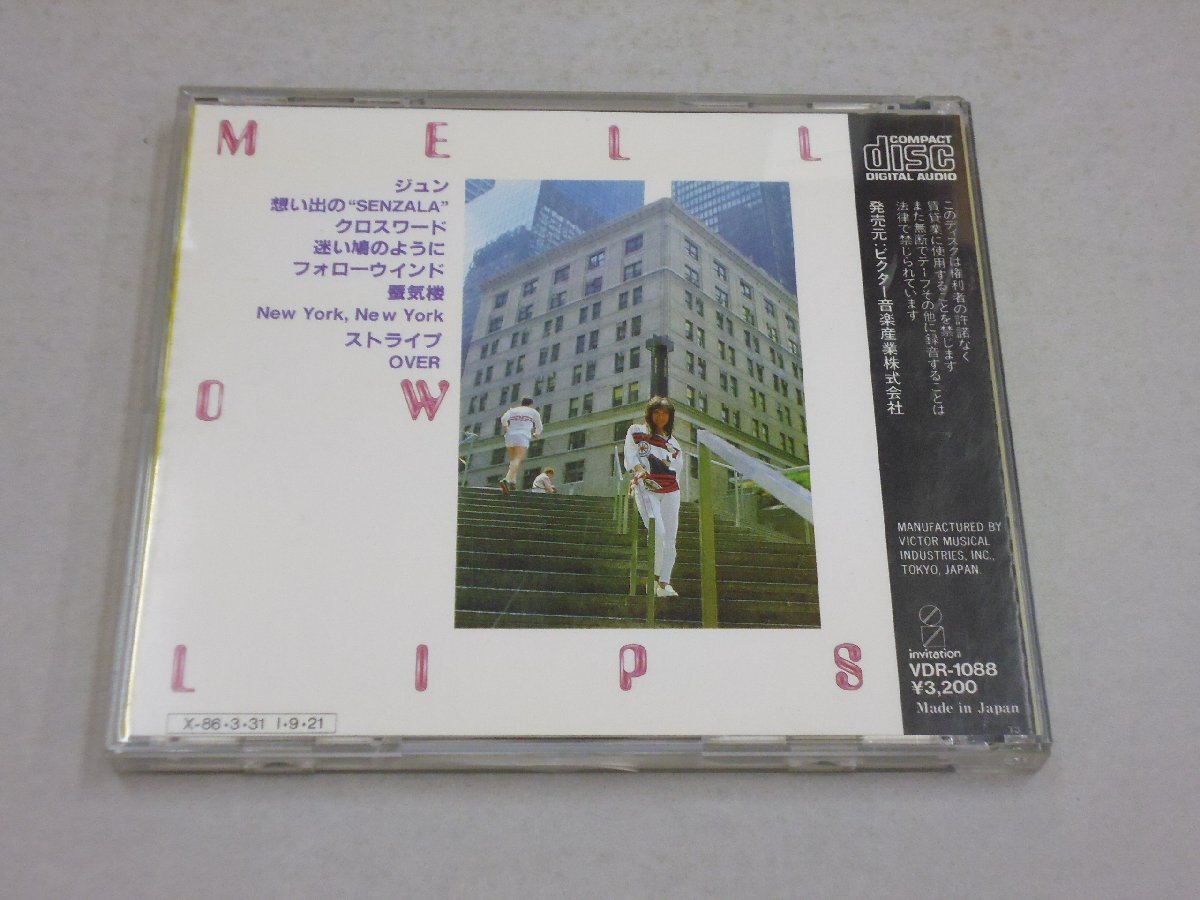 M E L L
ジュン
想い出の“SENZALA”
クロスワード
迷い鳩のように
フォローウインド
蜃気楼
New York, New York
ストライプ
OVER
O W
L I P S
X-86・3・31 1・9・21
COMPACT
disc
DIGITAL AUDIO
このディスクは権利者の許諾なく
賃貸業に使用することを禁じます
また無断でテープその他に録音することは
法律で禁じられています
発売元:ビクター音楽産業株式会社
MANUFACTURED BY
VICTOR MUSICAL
INDUSTRIES, INC.,
TOKYO, JAPAN.
invitation
VDR-1088
¥3,200
Made in Japan